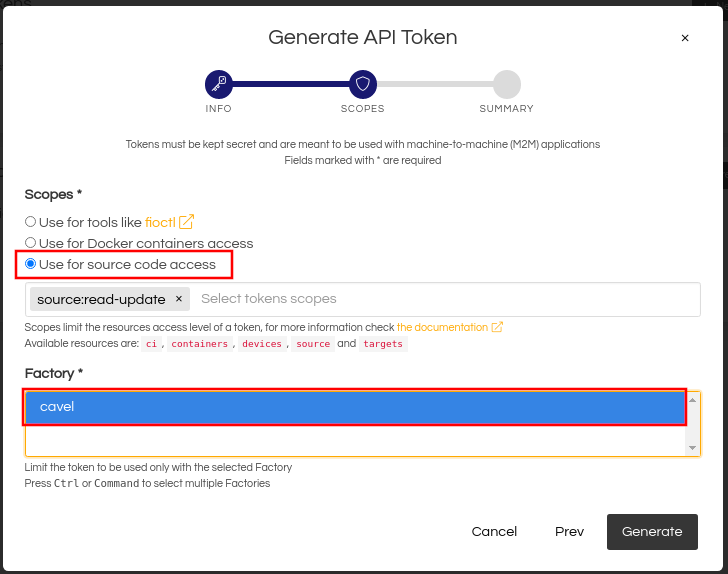 Generate API Token
×
INFO
SCOPES
SUMMARY
Tokens must be kept secret and are meant to be used with machine-to-machine (M2M) applications
Fields marked with * are required
Scopes *
Use for tools like fioctl
Use for Docker containers access
Use for source code access
source:read-update × Select tokens scopes
Scopes limit the resources access level of a token, for more information check the documentation
Available resources are: ci, containers, devices, source and targets
Factory *
cavel
Limit the token to be used only with the selected Factory
Press Ctrl or Command to select multiple Factories
Cancel Prev Generate